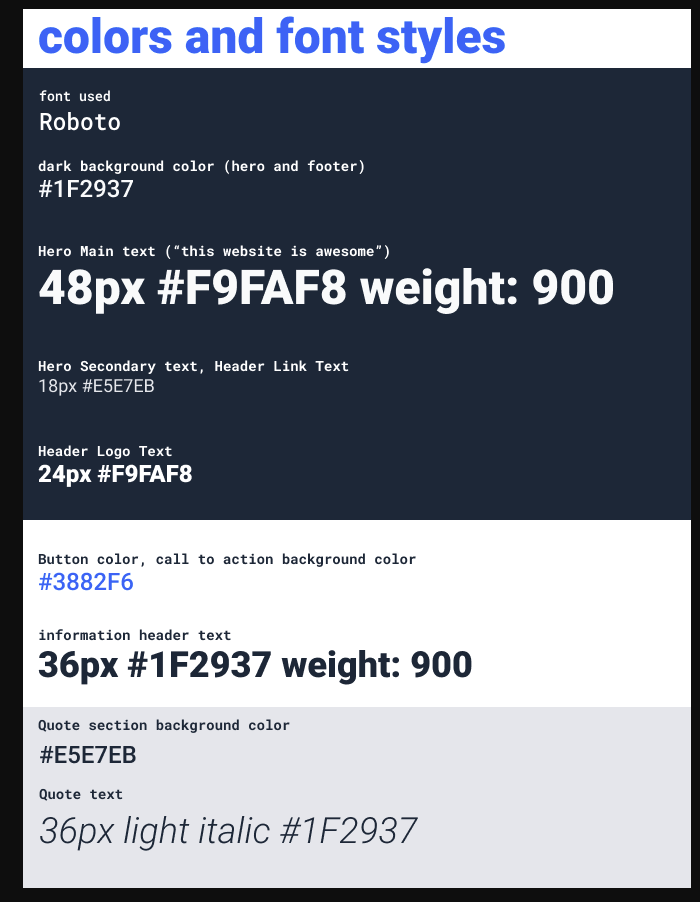 colors and font styles
font used
Roboto
dark background color (hero and footer)
#1F2937
Hero Main text (“this website is awesome”)
48px #F9FAF8 weight: 900
Hero Secondary text, Header Link Text
18px #E5E7EB
Header Logo Text
24px #F9FAF8
Button color, call to action background color
#3882F6
information header text
36px #1F2937 weight: 900
Quote section background color
#E5E7EB
Quote text
36px light italic #1F2937